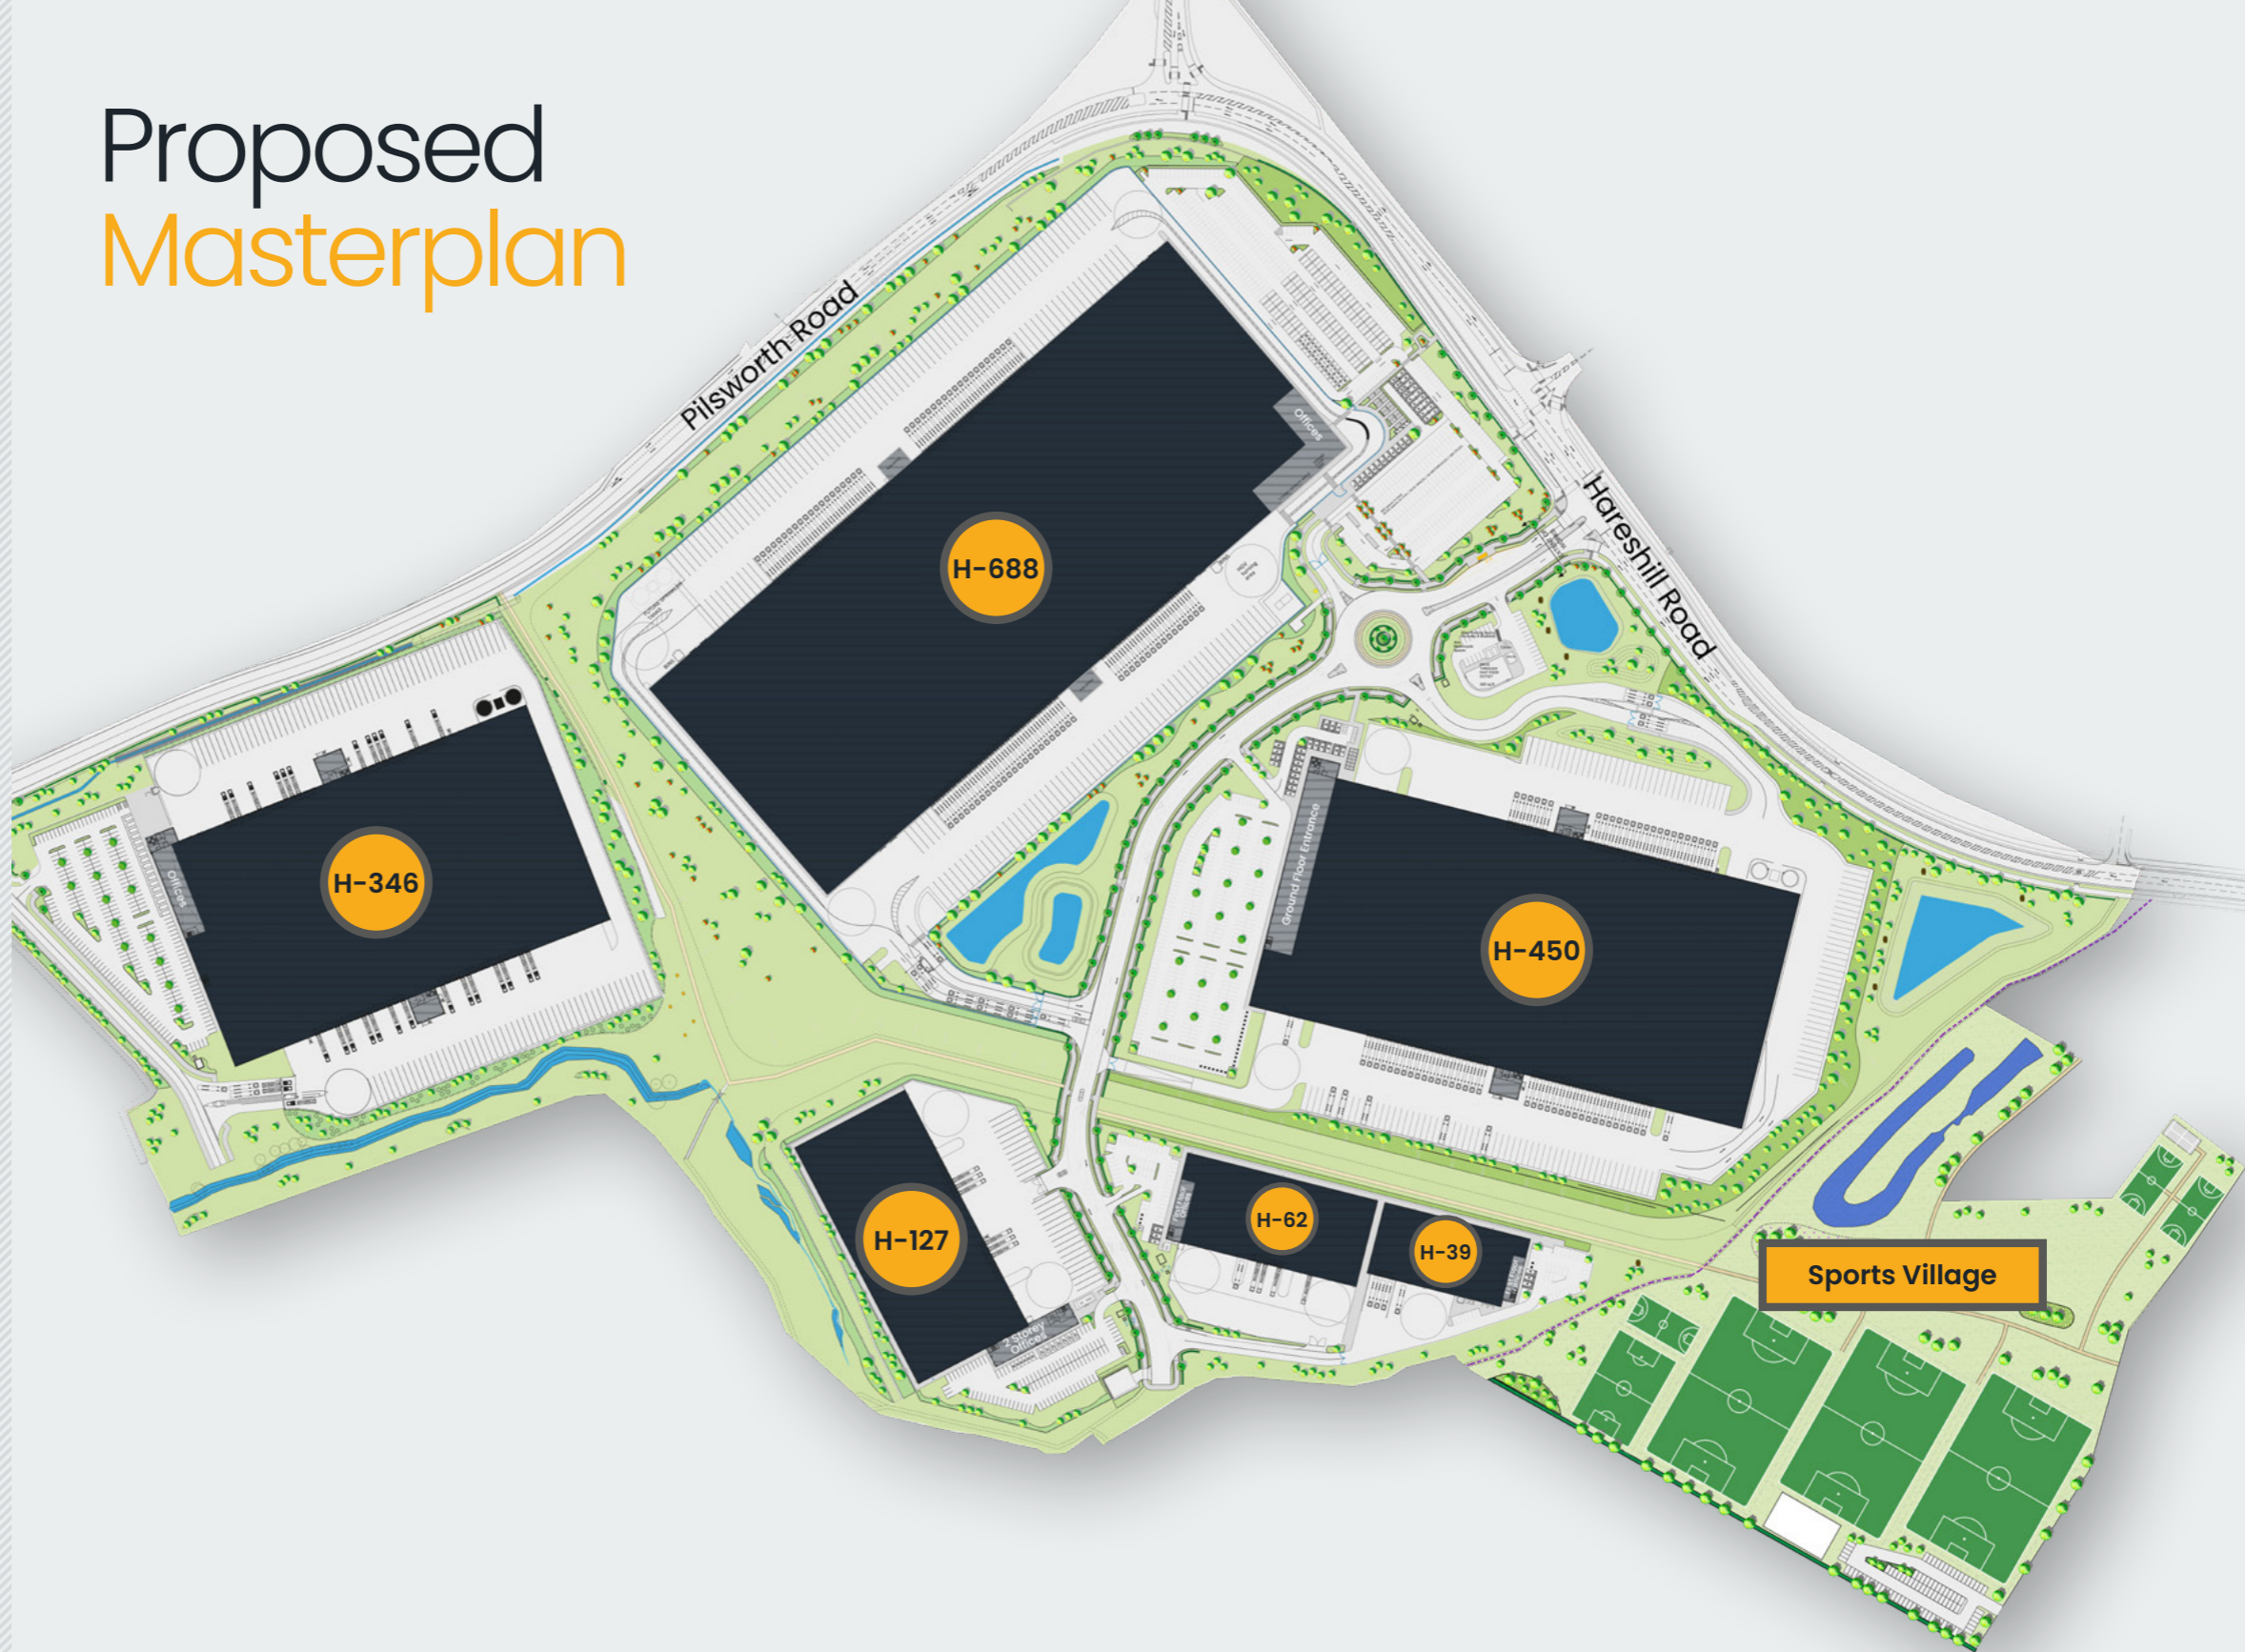 Proposed
Masterplan
Pilsworth Road
Hareshill Road
Offices
H-688
H-346
Offices
Ground Floor Entrance
H-450
H-127
H-62
H-39
Sports Village
2 Storey
Offices